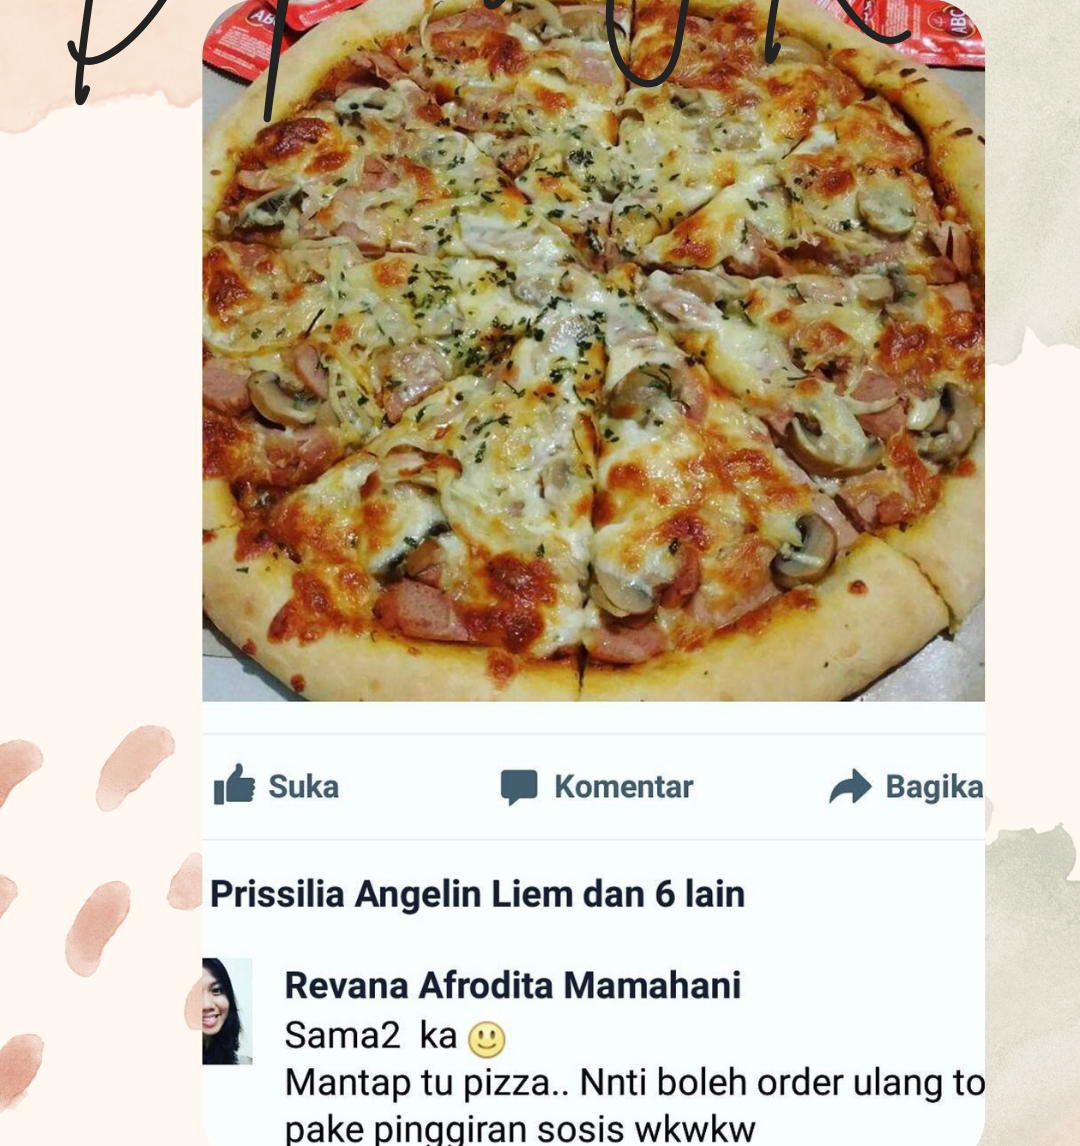 ABC
Suka
Komentar
Bagika
Prissilia Angelin Liem dan 6 lain
Revana Afrodita Mamahani
Sama2 ka 🙂
Mantap tu pizza.. Nnti boleh order ulang to
pake pinggiran sosis wkwkw